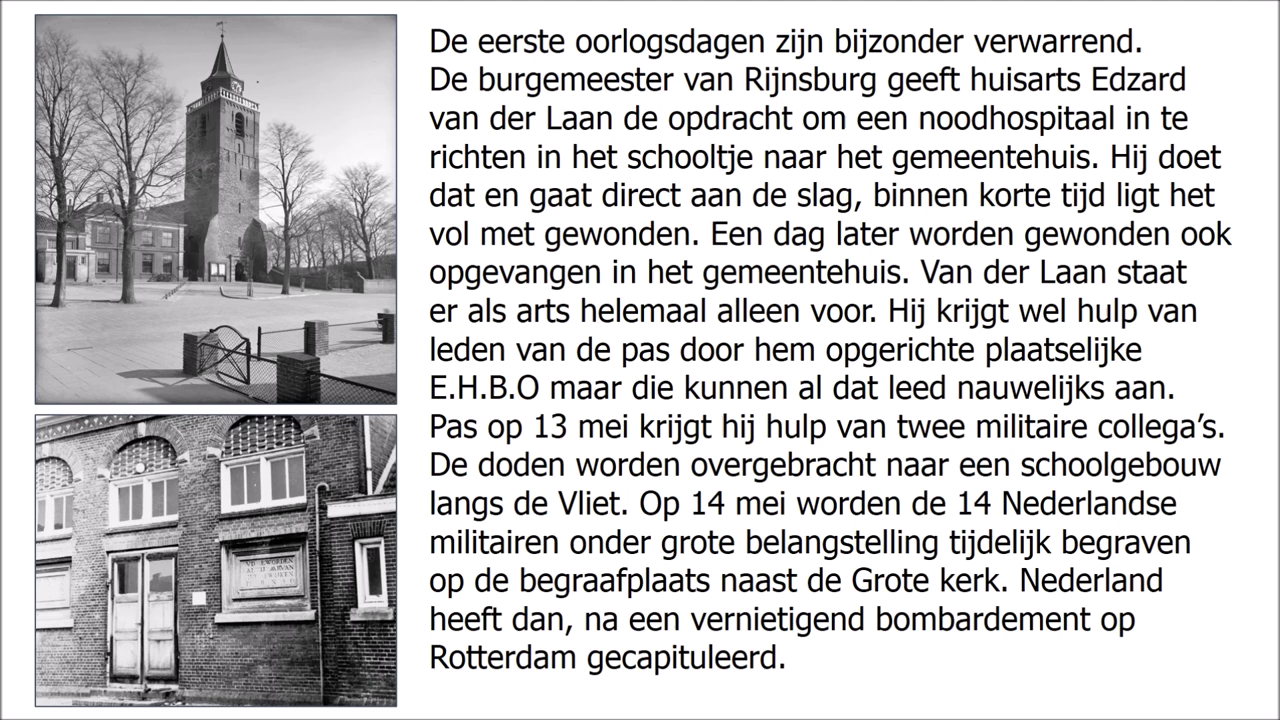 De eerste oorlogsdagen zijn bijzonder verwarrend.
De burgemeester van Rijnsburg geeft huisarts Edzard
van der Laan de opdracht om een noodhospitaal in te
richten in het schooltje naar het gemeentehuis. Hij doet
dat en gaat direct aan de slag, binnen korte tijd ligt het
vol met gewonden. Een dag later worden gewonden ook
opgevangen in het gemeentehuis. Van der Laan staat
er als arts helemaal alleen voor. Hij krijgt wel hulp van
leden van de pas door hem opgerichte plaatselijke
E.H.B.O maar die kunnen al dat leed nauwelijks aan.
Pas op 13 mei krijgt hij hulp van twee militaire collega’s.
De doden worden overgebracht naar een schoolgebouw
langs de Vliet. Op 14 mei worden de 14 Nederlandse
militairen onder grote belangstelling tijdelijk begraven
op de begraafplaats naast de Grote kerk. Nederland
heeft dan, na een vernietigend bombardement op
Rotterdam gecapituleerd.